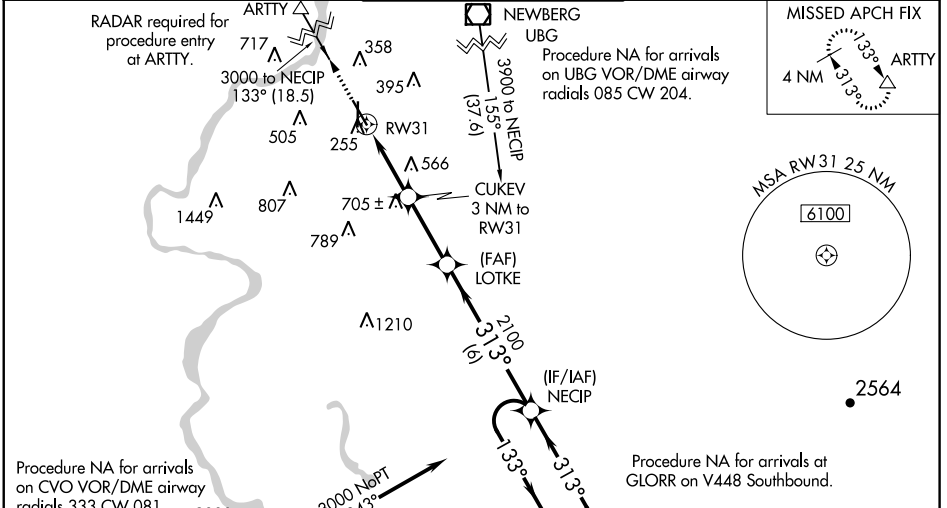 RADAR required for
procedure entry
at ARTTY.
ARTTY
717
3000 to NECIP
133° (18.5)
358
395
505
255
RW31
566
NEWBERG
UBG
3900 to NECIP
155°
(37.6)
Procedure NA for arrivals
on UBG VOR/DME airway
radials 085 CW 204.
MISSED APCH FIX
133°
313°
4 NM
ARTTY
1449
807
705 ±
789
CUKEV
3 NM to
RW31
(FAF)
LOTKE
MSA RW31 25 NM
6100
1210
2100
313°
(6)
(IF/IAF)
NECIP
2564
133°
313°
Procedure NA for arrivals
on CVO VOR/DME airway
radials 333 CW 081
3000 NoPT
Procedure NA for arrivals at
GLORR on V448 Southbound.